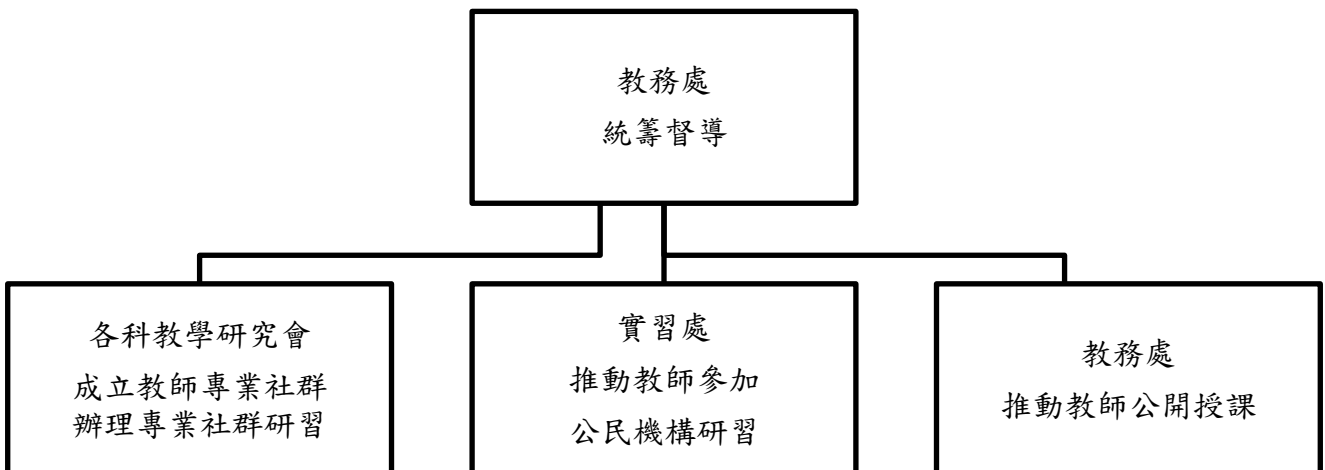 教務處
統籌督導
各科教學研究會
成立教師專業社群
辦理專業社群研習
實習處
推動教師參加
公民機構研習
教務處
推動教師公開授課